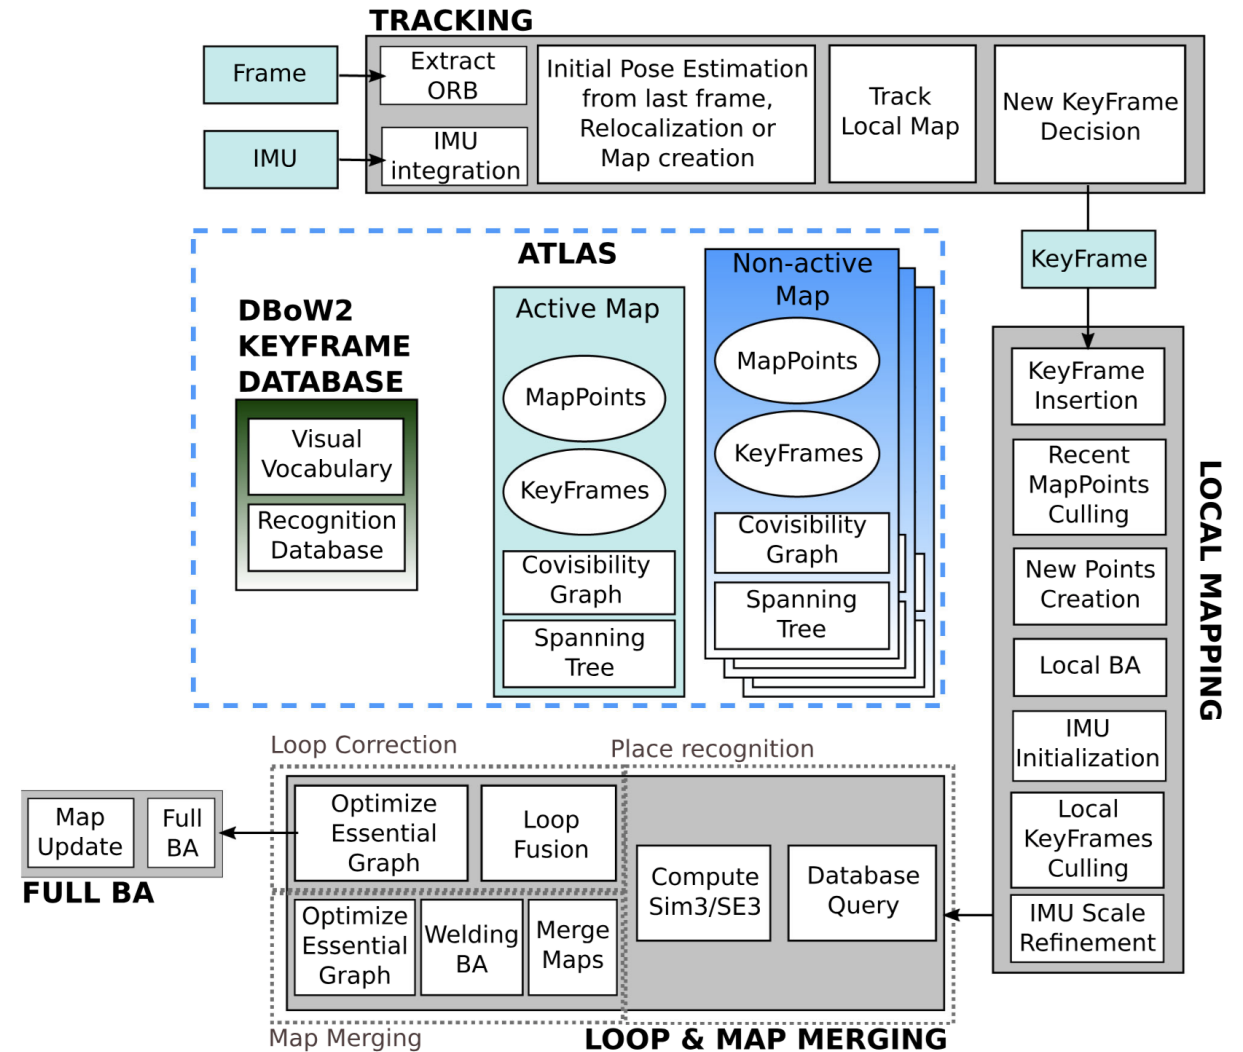 TRACKING
Frame
IMU
Extract
ORB
IMU
integration
Initial Pose Estimation
from last frame,
Relocalization or
Map creation
Track
Local Map
New KeyFrame
Decision
KeyFrame
ATLAS
DBoW2
KEYFRAME
DATABASE
Visual
Vocabulary
Recognition
Database
Active Map
MapPoints
KeyFrames
Covisibility
Graph
Spanning
Tree
Non-active
Map
MapPoints
KeyFrames
Covisibility
Graph
Spanning
Tree
KeyFrame
Insertion
Recent
MapPoints
Culling
New Points
Creation
Local BA
IMU
Initialization
Local
KeyFrames
Culling
IMU Scale
Refinement
LOCAL MAPPING
Loop Correction
Place recognition
Optimize
Essential
Graph
Loop
Fusion
Compute
Sim3/SE3
Database
Query
Optimize
Essential
Graph
Welding
BA
Merge
Maps
Map Merging
LOOP & MAP MERGING
Map
Update
Full
BA
FULL BA